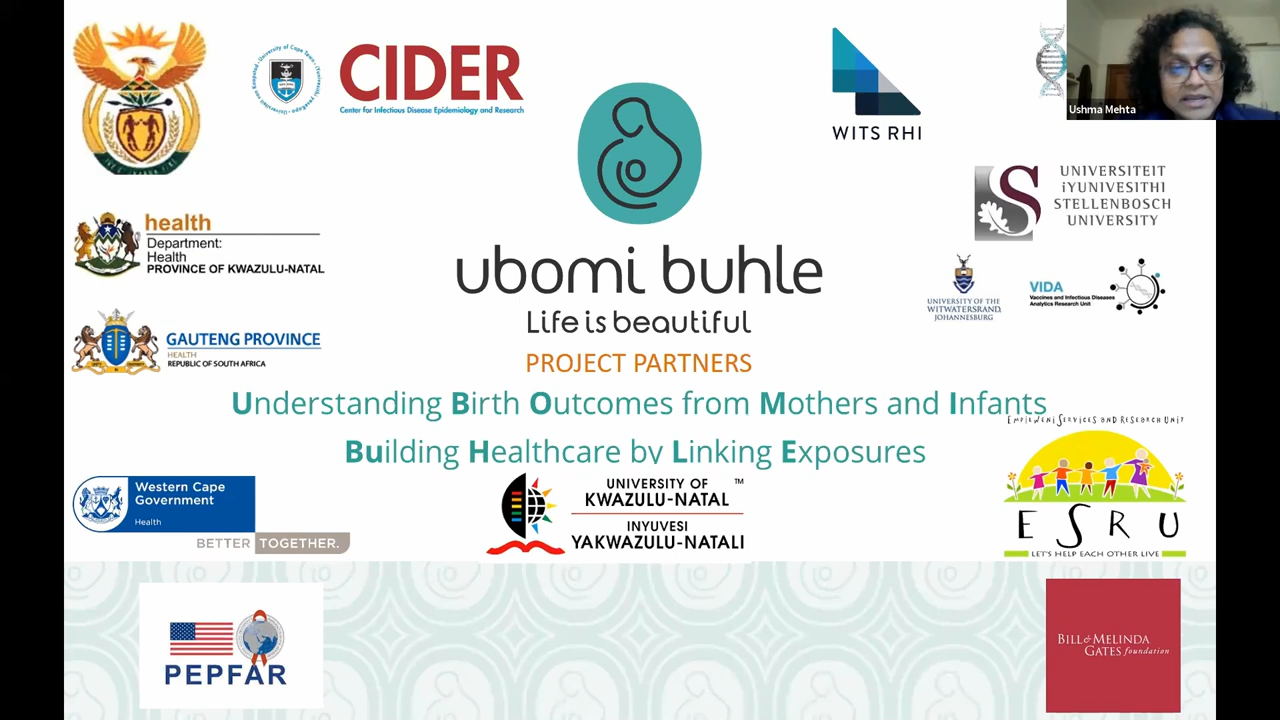 University of Cape Town
CIDER
Center for Infectious Disease Epidemiology and Research
WITS RHI
Ushma Mehta
UNIVERSITEIT
iYUNIVESITHI
STELLENBOSCH
UNIVERSITY
health
Department:
Health
PROVINCE OF KWAZULU-NATAL
ubomi buhle
Life is beautiful
UNIVERSITY OF THE
WITWATERSRAND,
JOHANNESBURG
VIDA
Vaccines and Infectious Diseases
Analytics Research Unit
GAUTENG PROVINCE
HEALTH
REPUBLIC OF SOUTH AFRICA
PROJECT PARTNERS
Understanding Birth Outcomes from Mothers and Infants
Building Healthcare by Linking Exposures
EMPILWENI SERVICES AND RESEARCH UNIT
ESRU
LET'S HELP EACH OTHER LIVE
Western Cape
Government
Health
BETTER TOGETHER.
UNIVERSITY OF ™
KWAZULU-NATAL
INYUVESI
YAKWAZULU-NATALI
PEPFAR
BILL & MELINDA
GATES foundation